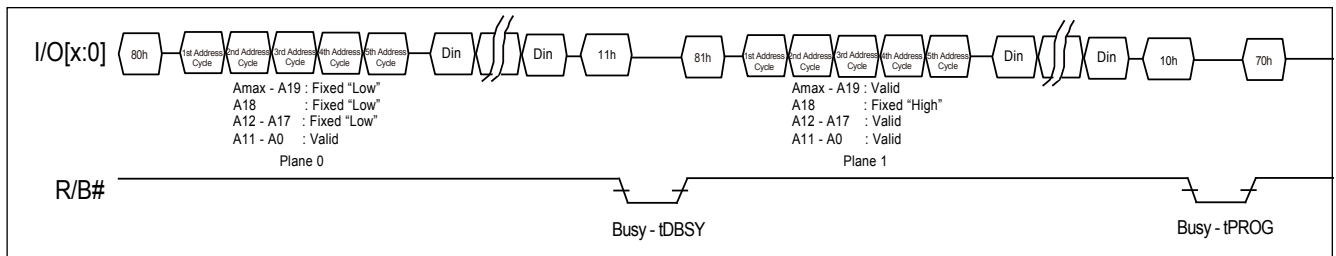 I/O[x:0] 80h 1st Address Cycle 2nd Address Cycle 3rd Address Cycle 4th Address Cycle 5th Address Cycle Din Din 11h 81h 1st Address Cycle 2nd Address Cycle 3rd Address Cycle 4th Address Cycle 5th Address Cycle Din Din 10h 70h
Amax - A19 : Fixed “Low”
A18 : Fixed “Low”
A12 - A17 : Fixed “Low”
A11 - A0 : Valid
Plane 0
Amax - A19 : Valid
A18 : Fixed “High”
A12 - A17 : Valid
A11 - A0 : Valid
Plane 1
R/B#
Busy - tDBSY
Busy - tPROG